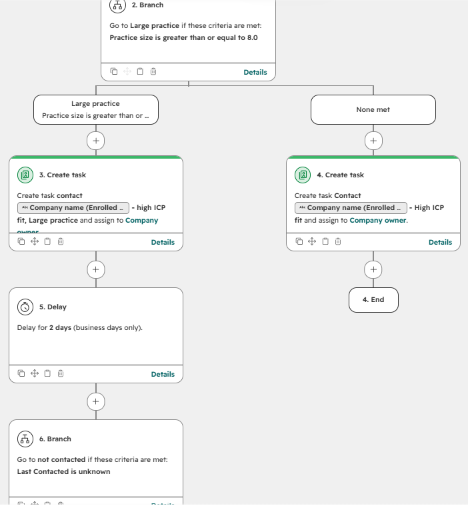 2. Branch
Go to Large practice if these criteria are met:
Practice size is greater than or equal to 8.0
Details
Large practice
Practice size is greater than or ...
None met
3. Create task
Create task contact
Company name (Enrolled ... - high ICP
fit, Large practice and assign to Company
owner.
Details
4. Create task
Create task Contact
Company name (Enrolled ... - High ICP
fit and assign to Company owner.
Details
5. Delay
Delay for 2 days (business days only).
Details
4. End
6. Branch
Go to not contacted if these criteria are met:
Last Contacted is unknown
Details